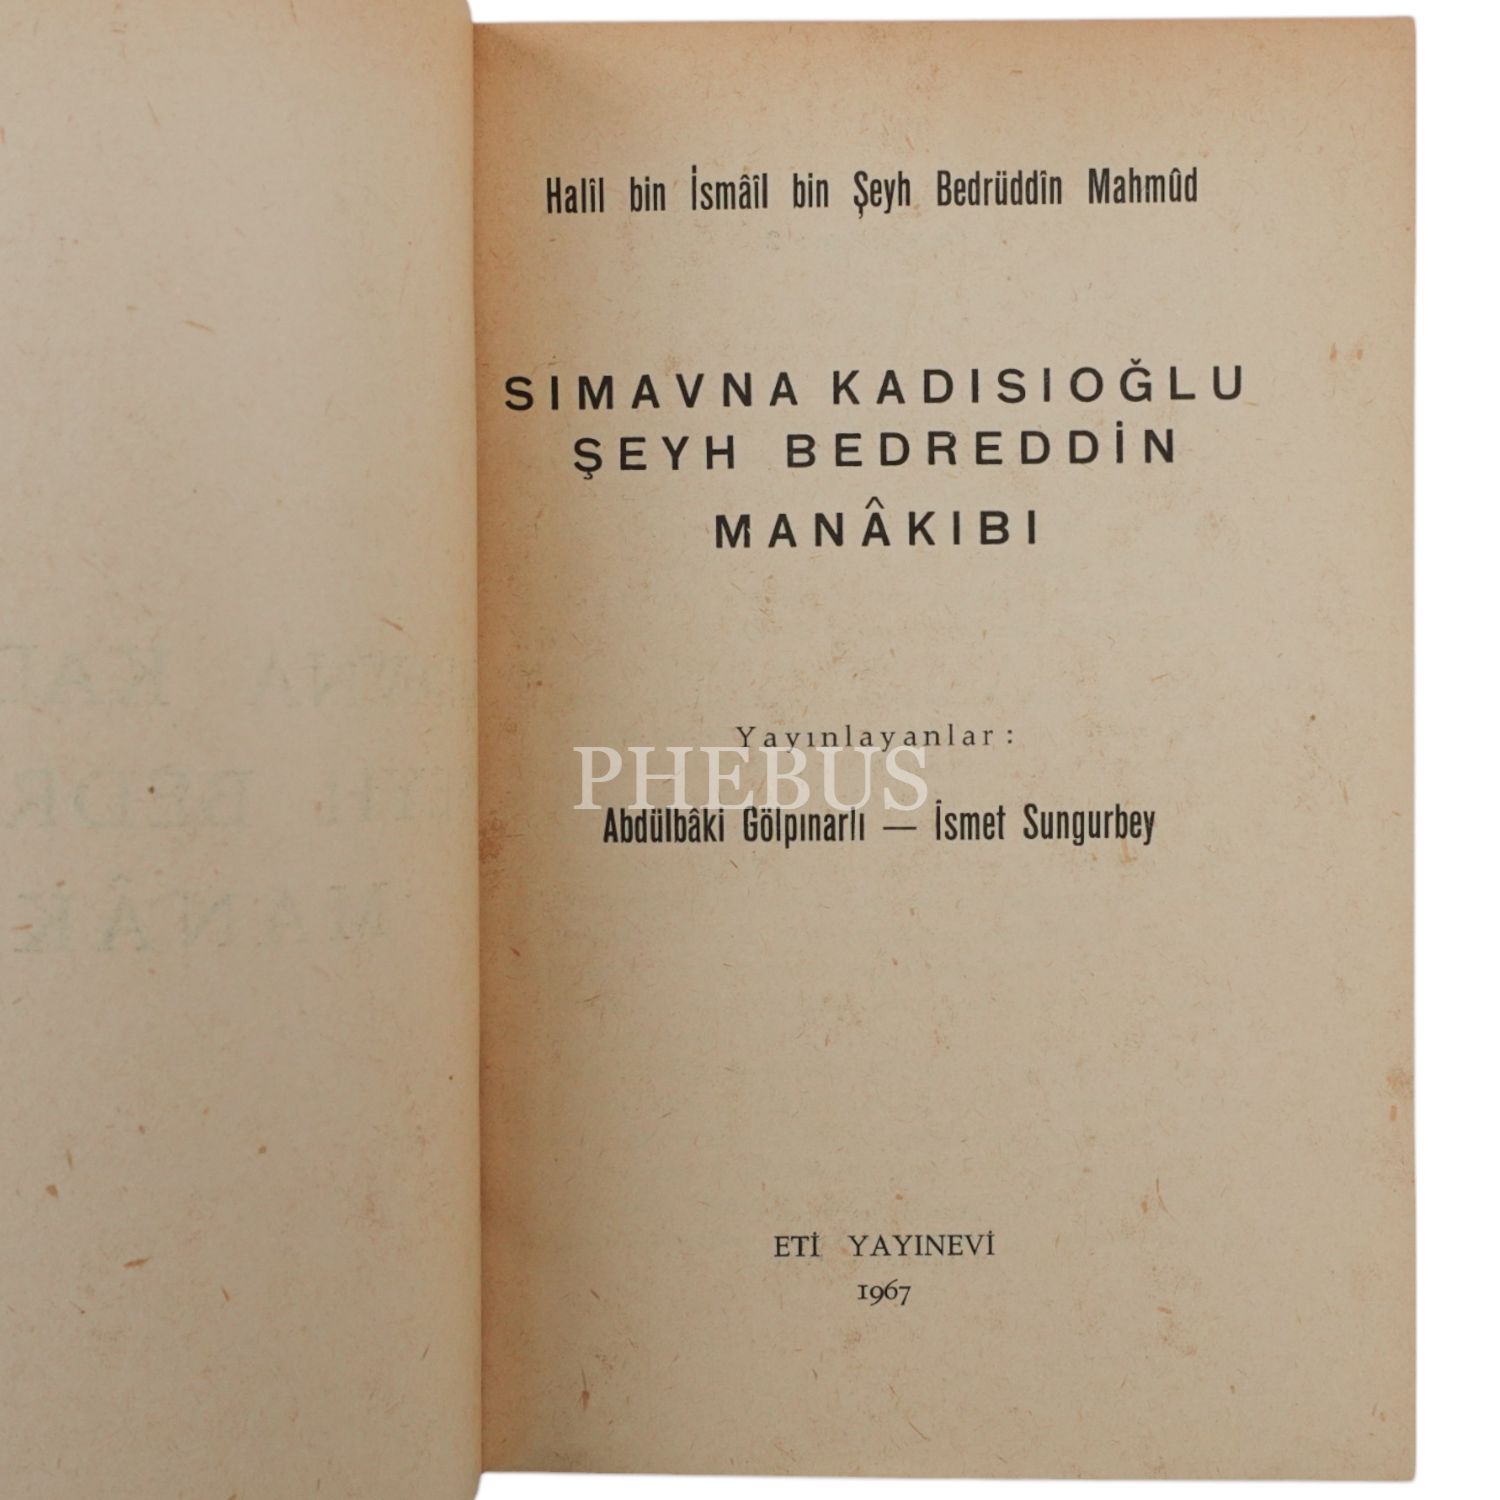 Halîl bin İsmâîl bin Şeyh Bedrüddîn Mahmûd
SIMAVNA KADISIOĞLU
ŞEYH BEDREDDİN
MANÂKIBI
Yayınlayanlar:
PHEBUS
Abdülbâki Gölpınarlı — İsmet Sungurbey
ETİ YAYINEVİ
1967